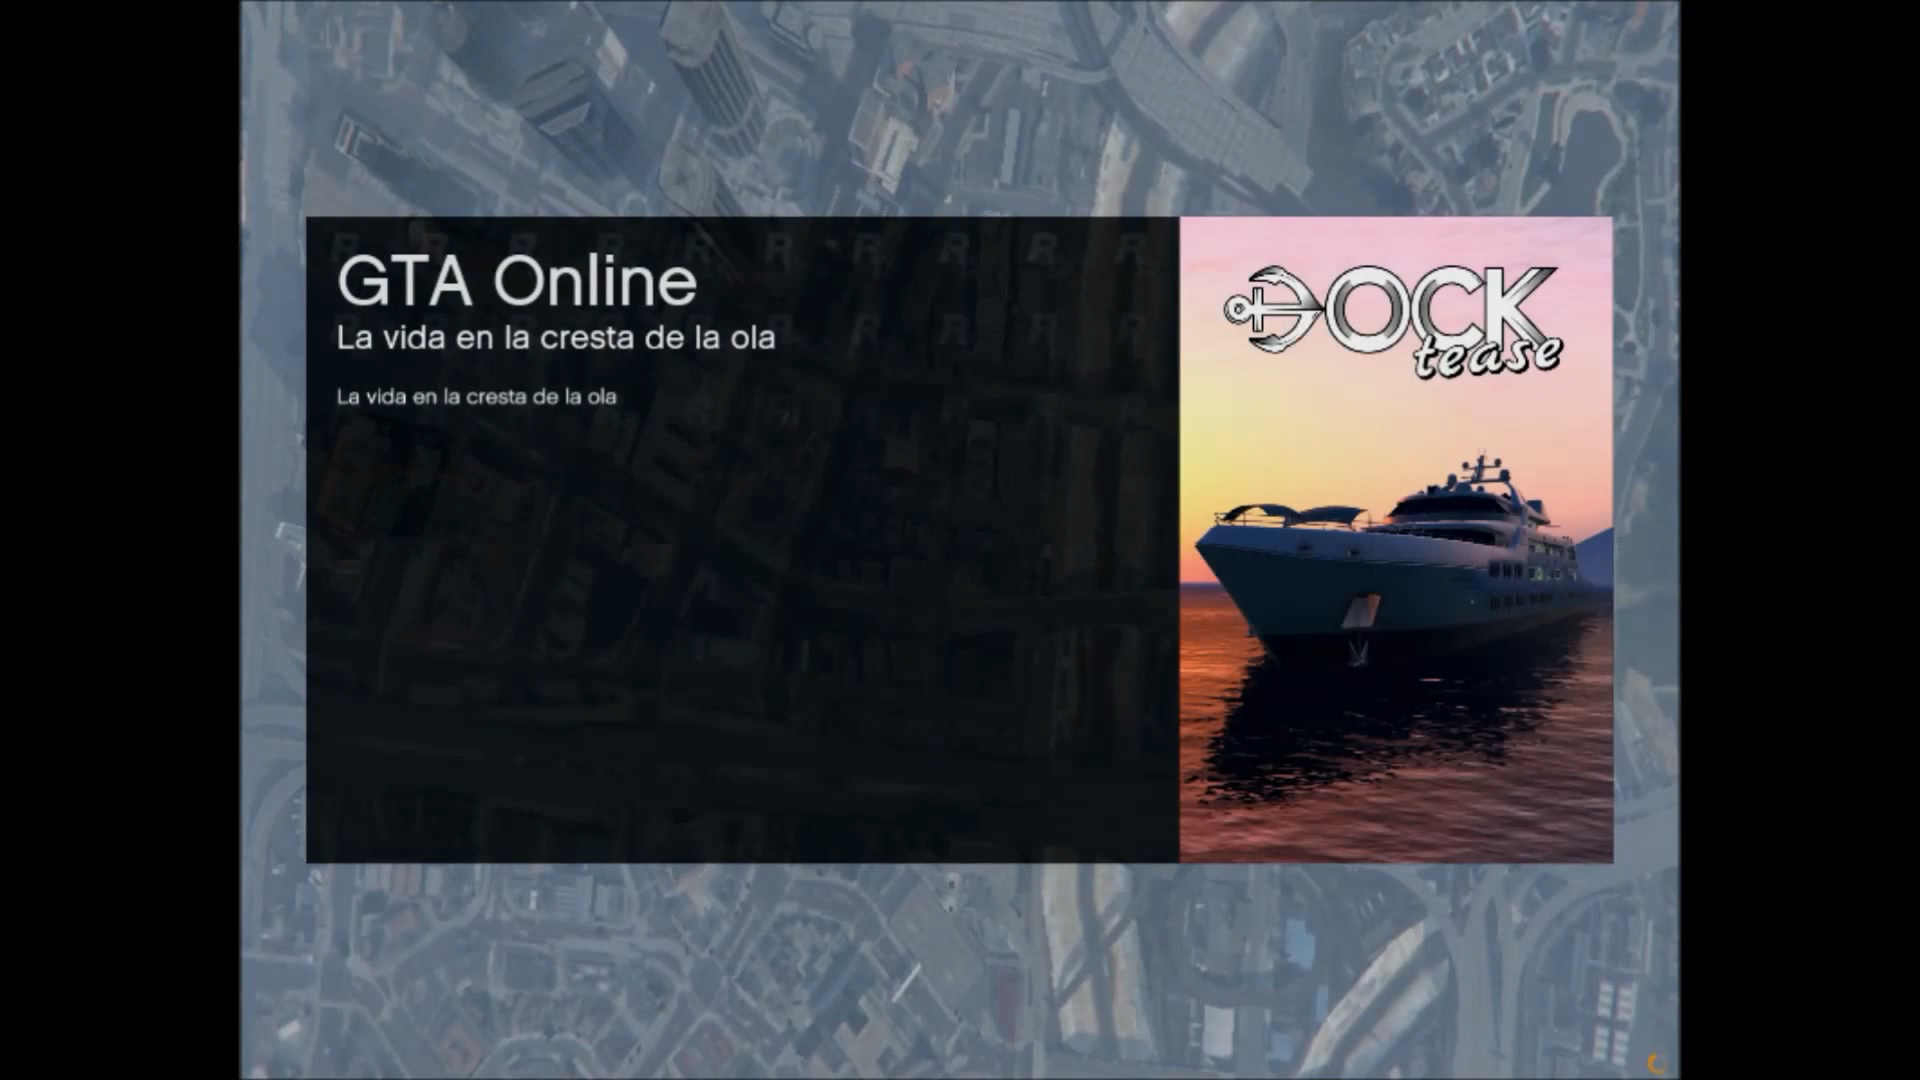 GTA Online
La vida en la cresta de la ola
La vida en la cresta de la ola
DOCK
tease